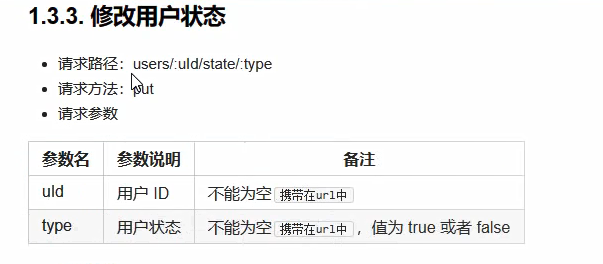 1.3.3. 修改用户状态
请求路径：users/:uId/state/:type
请求方法：put
请求参数
参数名 参数说明 备注
uId 用户 ID 不能为空 携带在url中
type 用户状态 不能为空 携带在url中 ，值为 true 或者 false